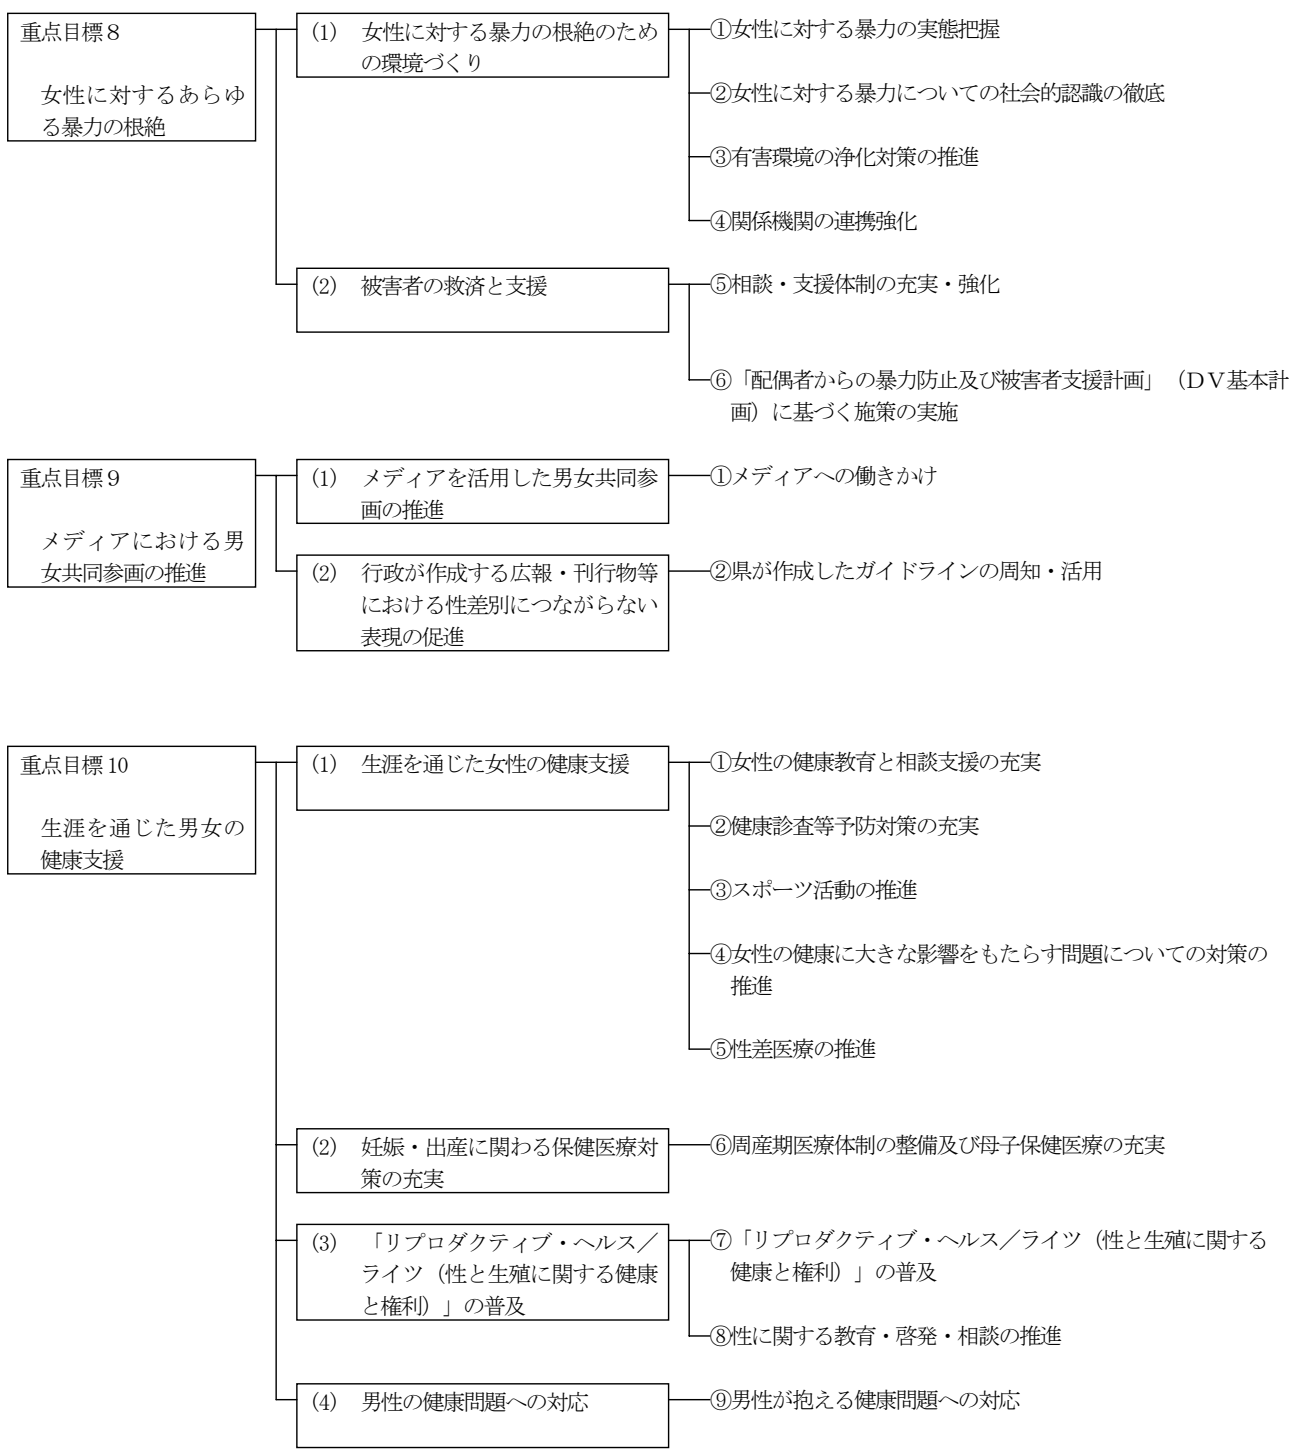 重点目標８
女性に対するあらゆ
る暴力の根絶
(1) 女性に対する暴力の根絶のため
の環境づくり
①女性に対する暴力の実態把握
②女性に対する暴力についての社会的認識の徹底
③有害環境の浄化対策の推進
④関係機関の連携強化
(2) 被害者の救済と支援
⑤相談・支援体制の充実・強化
⑥「配偶者からの暴力防止及び被害者支援計画」（ＤＶ基本計
画）に基づく施策の実施
重点目標９
メディアにおける男
女共同参画の推進
(1) メディアを活用した男女共同参
画の推進
①メディアへの働きかけ
(2) 行政が作成する広報・刊行物等
における性差別につながらない
表現の促進
②県が作成したガイドラインの周知・活用
重点目標 10
生涯を通じた男女の
健康支援
(1) 生涯を通じた女性の健康支援
①女性の健康教育と相談支援の充実
②健康診査等予防対策の充実
③スポーツ活動の推進
④女性の健康に大きな影響をもたらす問題についての対策の
推進
⑤性差医療の推進
(2) 妊娠・出産に関わる保健医療対
策の充実
⑥周産期医療体制の整備及び母子保健医療の充実
(3) 「リプロダクティブ・ヘルス／
ライツ（性と生殖に関する健康
と権利）」の普及
⑦「リプロダクティブ・ヘルス／ライツ（性と生殖に関する
健康と権利）」の普及
⑧性に関する教育・啓発・相談の推進
(4) 男性の健康問題への対応
⑨男性が抱える健康問題への対応